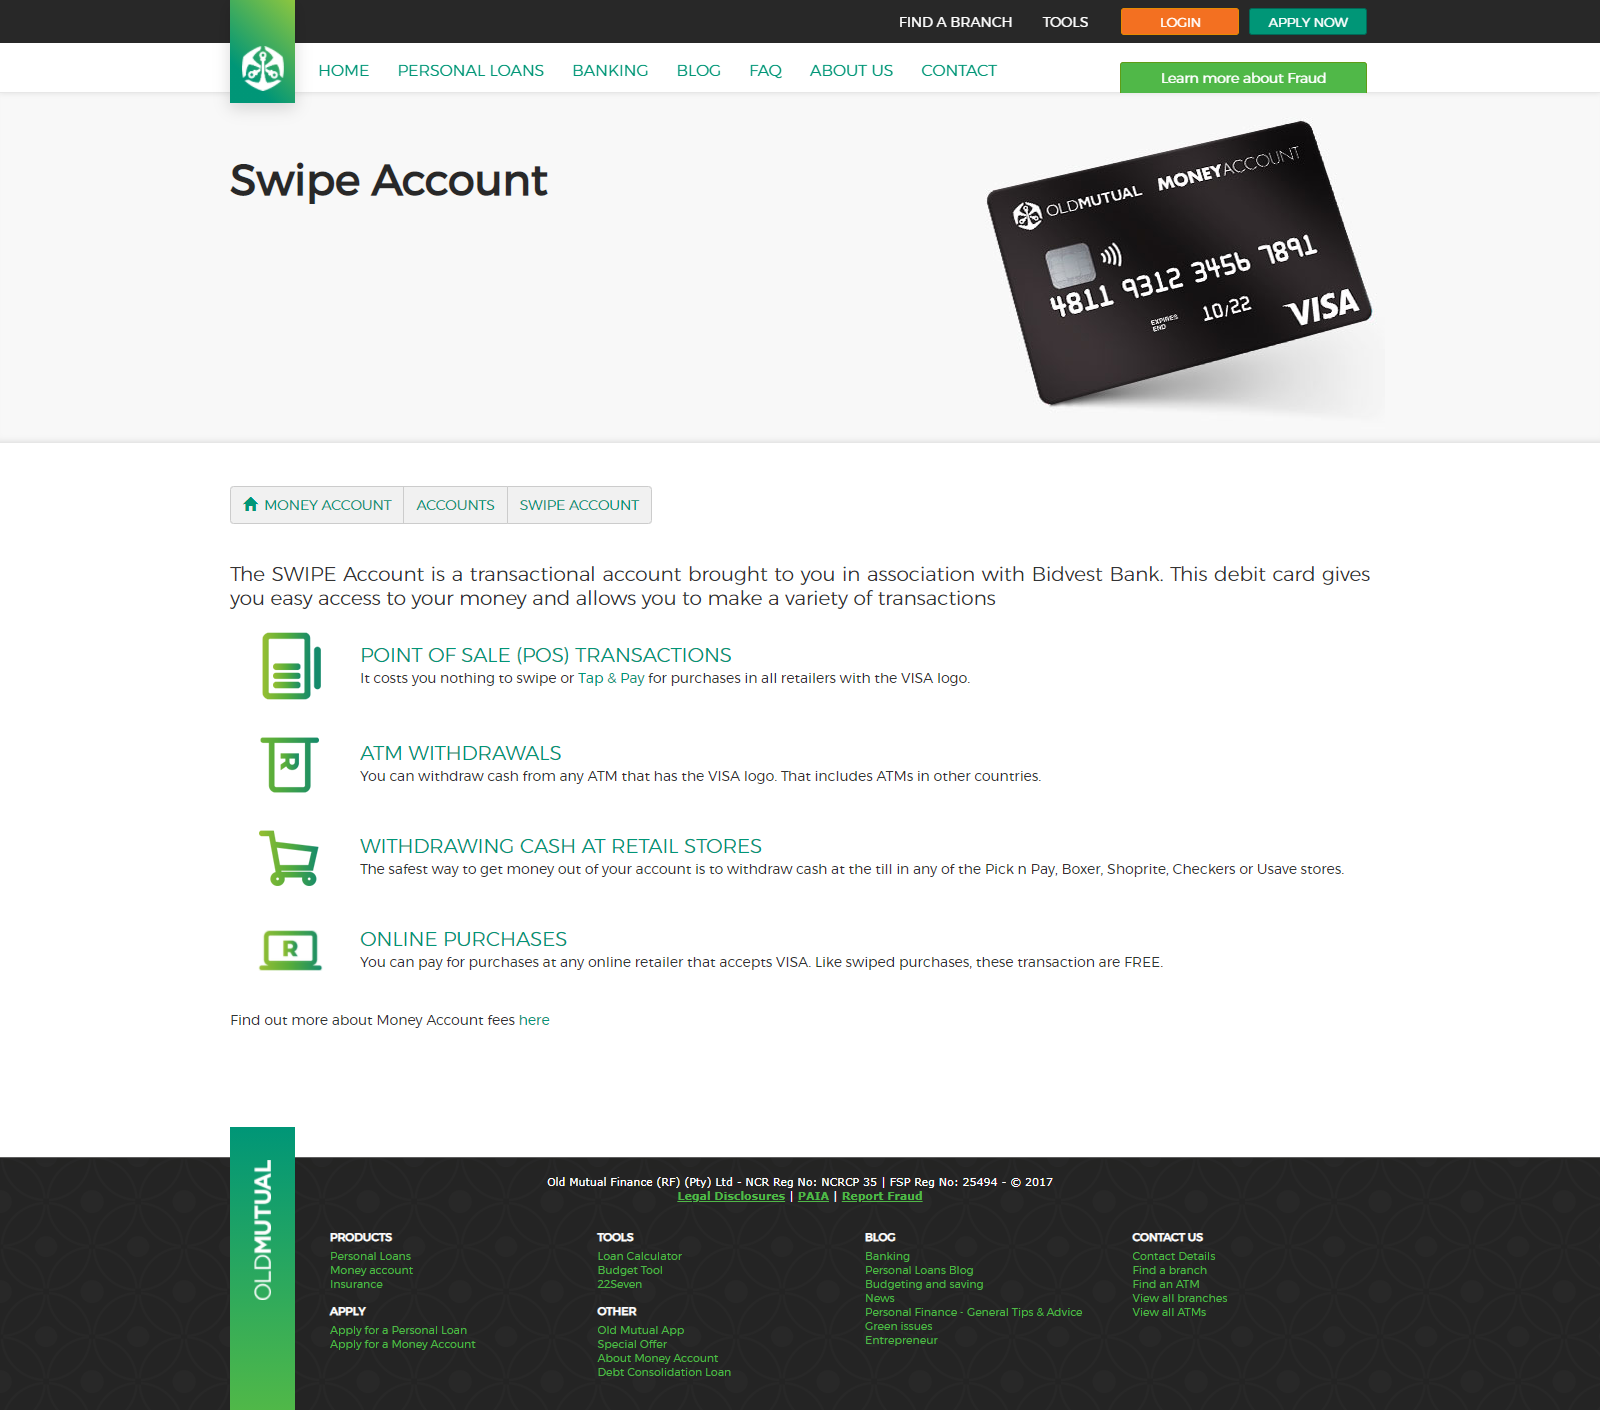 FIND A BRANCH TOOLS LOGIN APPLY NOW
HOME PERSONAL LOANS BANKING BLOG FAQ ABOUT US CONTACT
Learn more about Fraud
Swipe Account
OLDMUTUAL MONEYACCOUNT
4811 9312 3456 7891
EXPIRES END 10/22
VISA
MONEY ACCOUNT ACCOUNTS SWIPE ACCOUNT
The SWIPE Account is a transactional account brought to you in association with Bidvest Bank. This debit card gives
you easy access to your money and allows you to make a variety of transactions
POINT OF SALE (POS) TRANSACTIONS
It costs you nothing to swipe or Tap & Pay for purchases in all retailers with the VISA logo.
R
ATM WITHDRAWALS
You can withdraw cash from any ATM that has the VISA logo. That includes ATMs in other countries.
WITHDRAWING CASH AT RETAIL STORES
The safest way to get money out of your account is to withdraw cash at the till in any of the Pick n Pay, Boxer, Shoprite, Checkers or Usave stores.
R
ONLINE PURCHASES
You can pay for purchases at any online retailer that accepts VISA. Like swiped purchases, these transaction are FREE.
Find out more about Money Account fees here
OLDMUTUAL
Old Mutual Finance (RF) (Pty) Ltd - NCR Reg No: NCRCP 35 | FSP Reg No: 25494 - © 2017
Legal Disclosures | PAIA | Report Fraud
PRODUCTS
Personal Loans
Money account
Insurance
APPLY
Apply for a Personal Loan
Apply for a Money Account
TOOLS
Loan Calculator
Budget Tool
22Seven
OTHER
Old Mutual App
Special Offer
About Money Account
Debt Consolidation Loan
BLOG
Banking
Personal Loans Blog
Budgeting and saving
News
Personal Finance - General Tips & Advice
Green issues
Entrepreneur
CONTACT US
Contact Details
Find a branch
Find an ATM
View all branches
View all ATMs